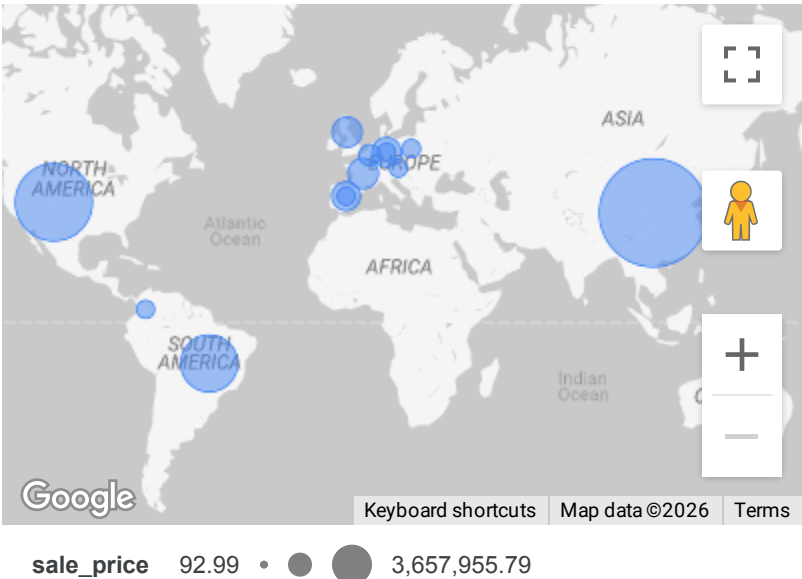 ASIA
NORTH
AMERICA
EUROPE
Atlantic
Ocean
AFRICA
SOUTH
AMERICA
Indian
Ocean
Google
Keyboard shortcuts
Map data ©2026
Terms
sale_price 92.99 3,657,955.79